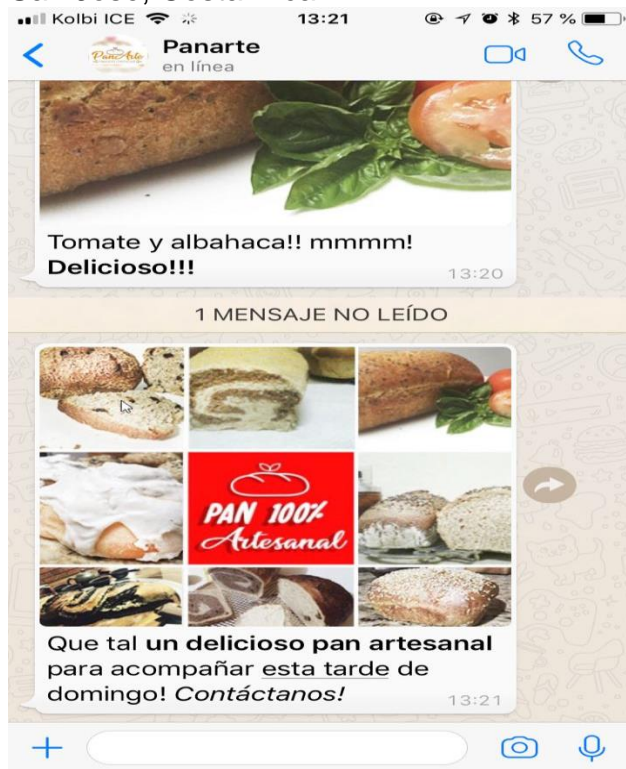 Kolbi ICE 13:21 57 %
Panarte
en línea
Tomate y albahaca!! mmmm!
Delicioso!!!
13:20
1 MENSAJE NO LEÍDO
PAN 100%
Artesanal
Que tal un delicioso pan artesanal
para acompañar esta tarde de
domingo! Contáctanos!
13:21